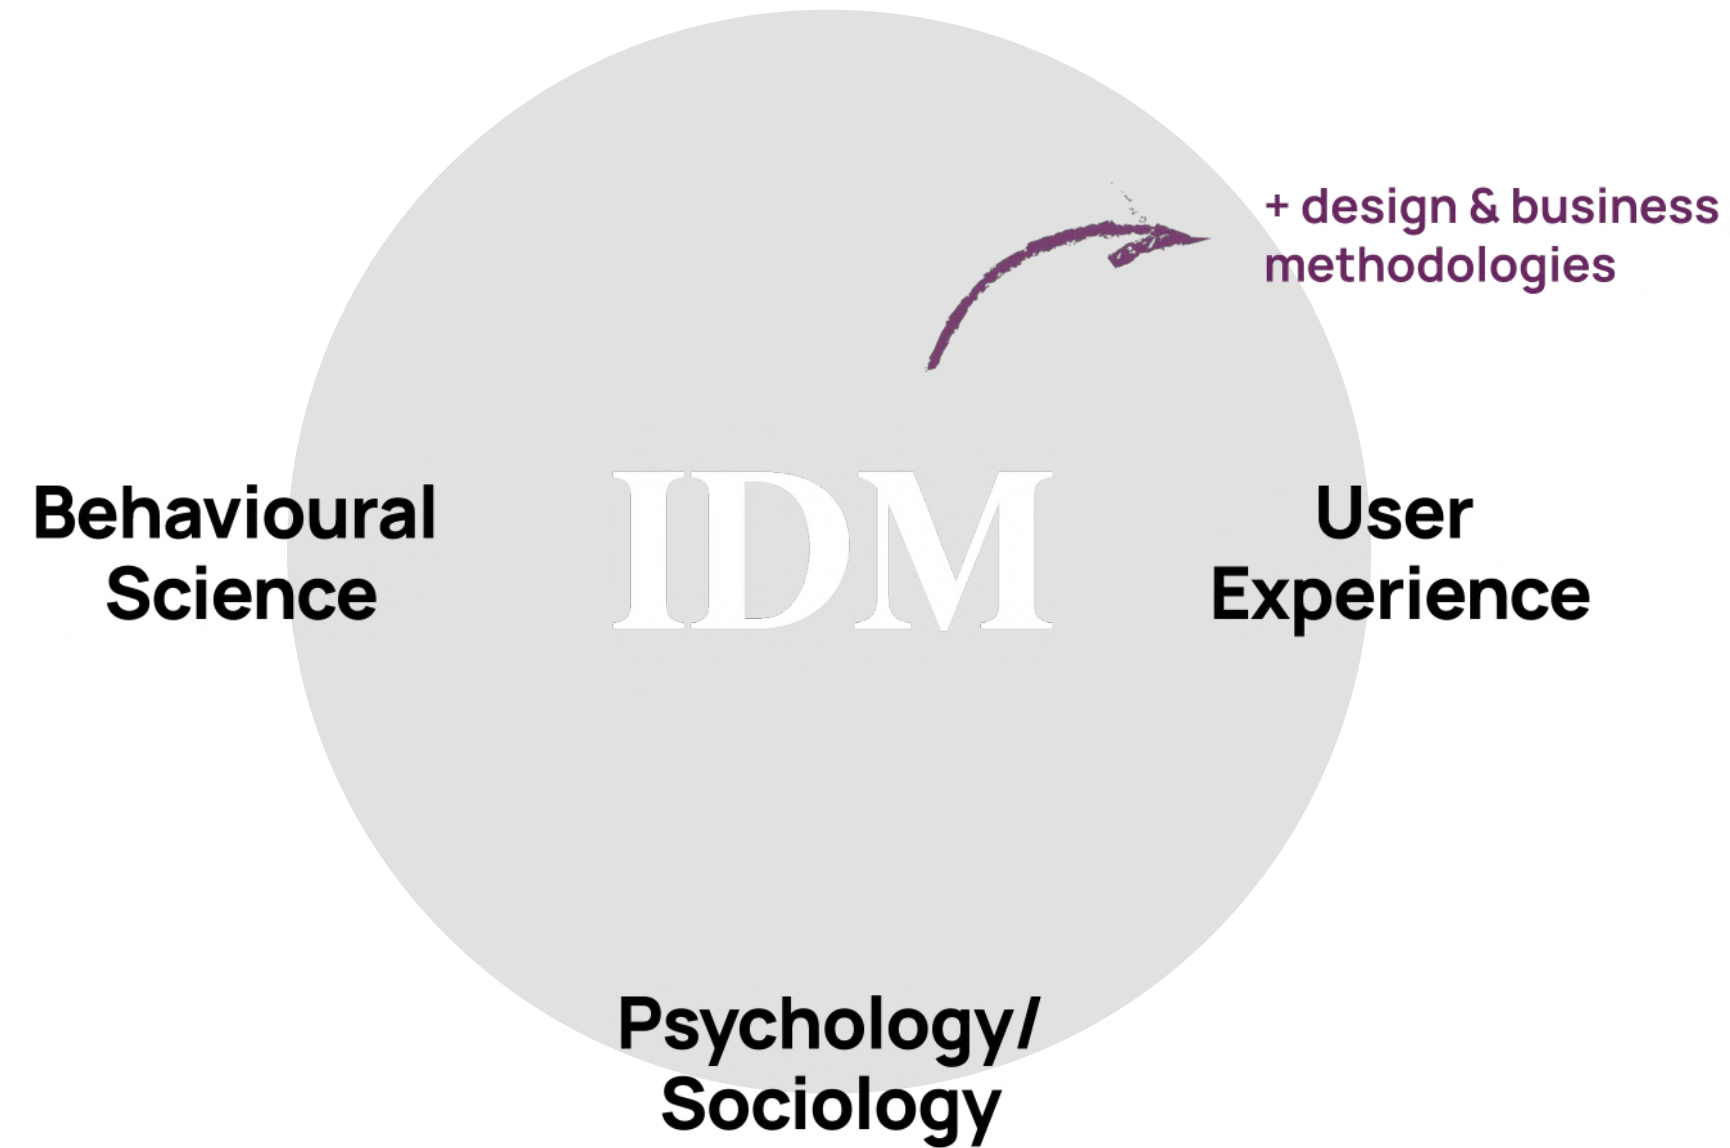 + design & business
methodologies
Behavioural
Science
IDM
User
Experience
Psychology/
Sociology